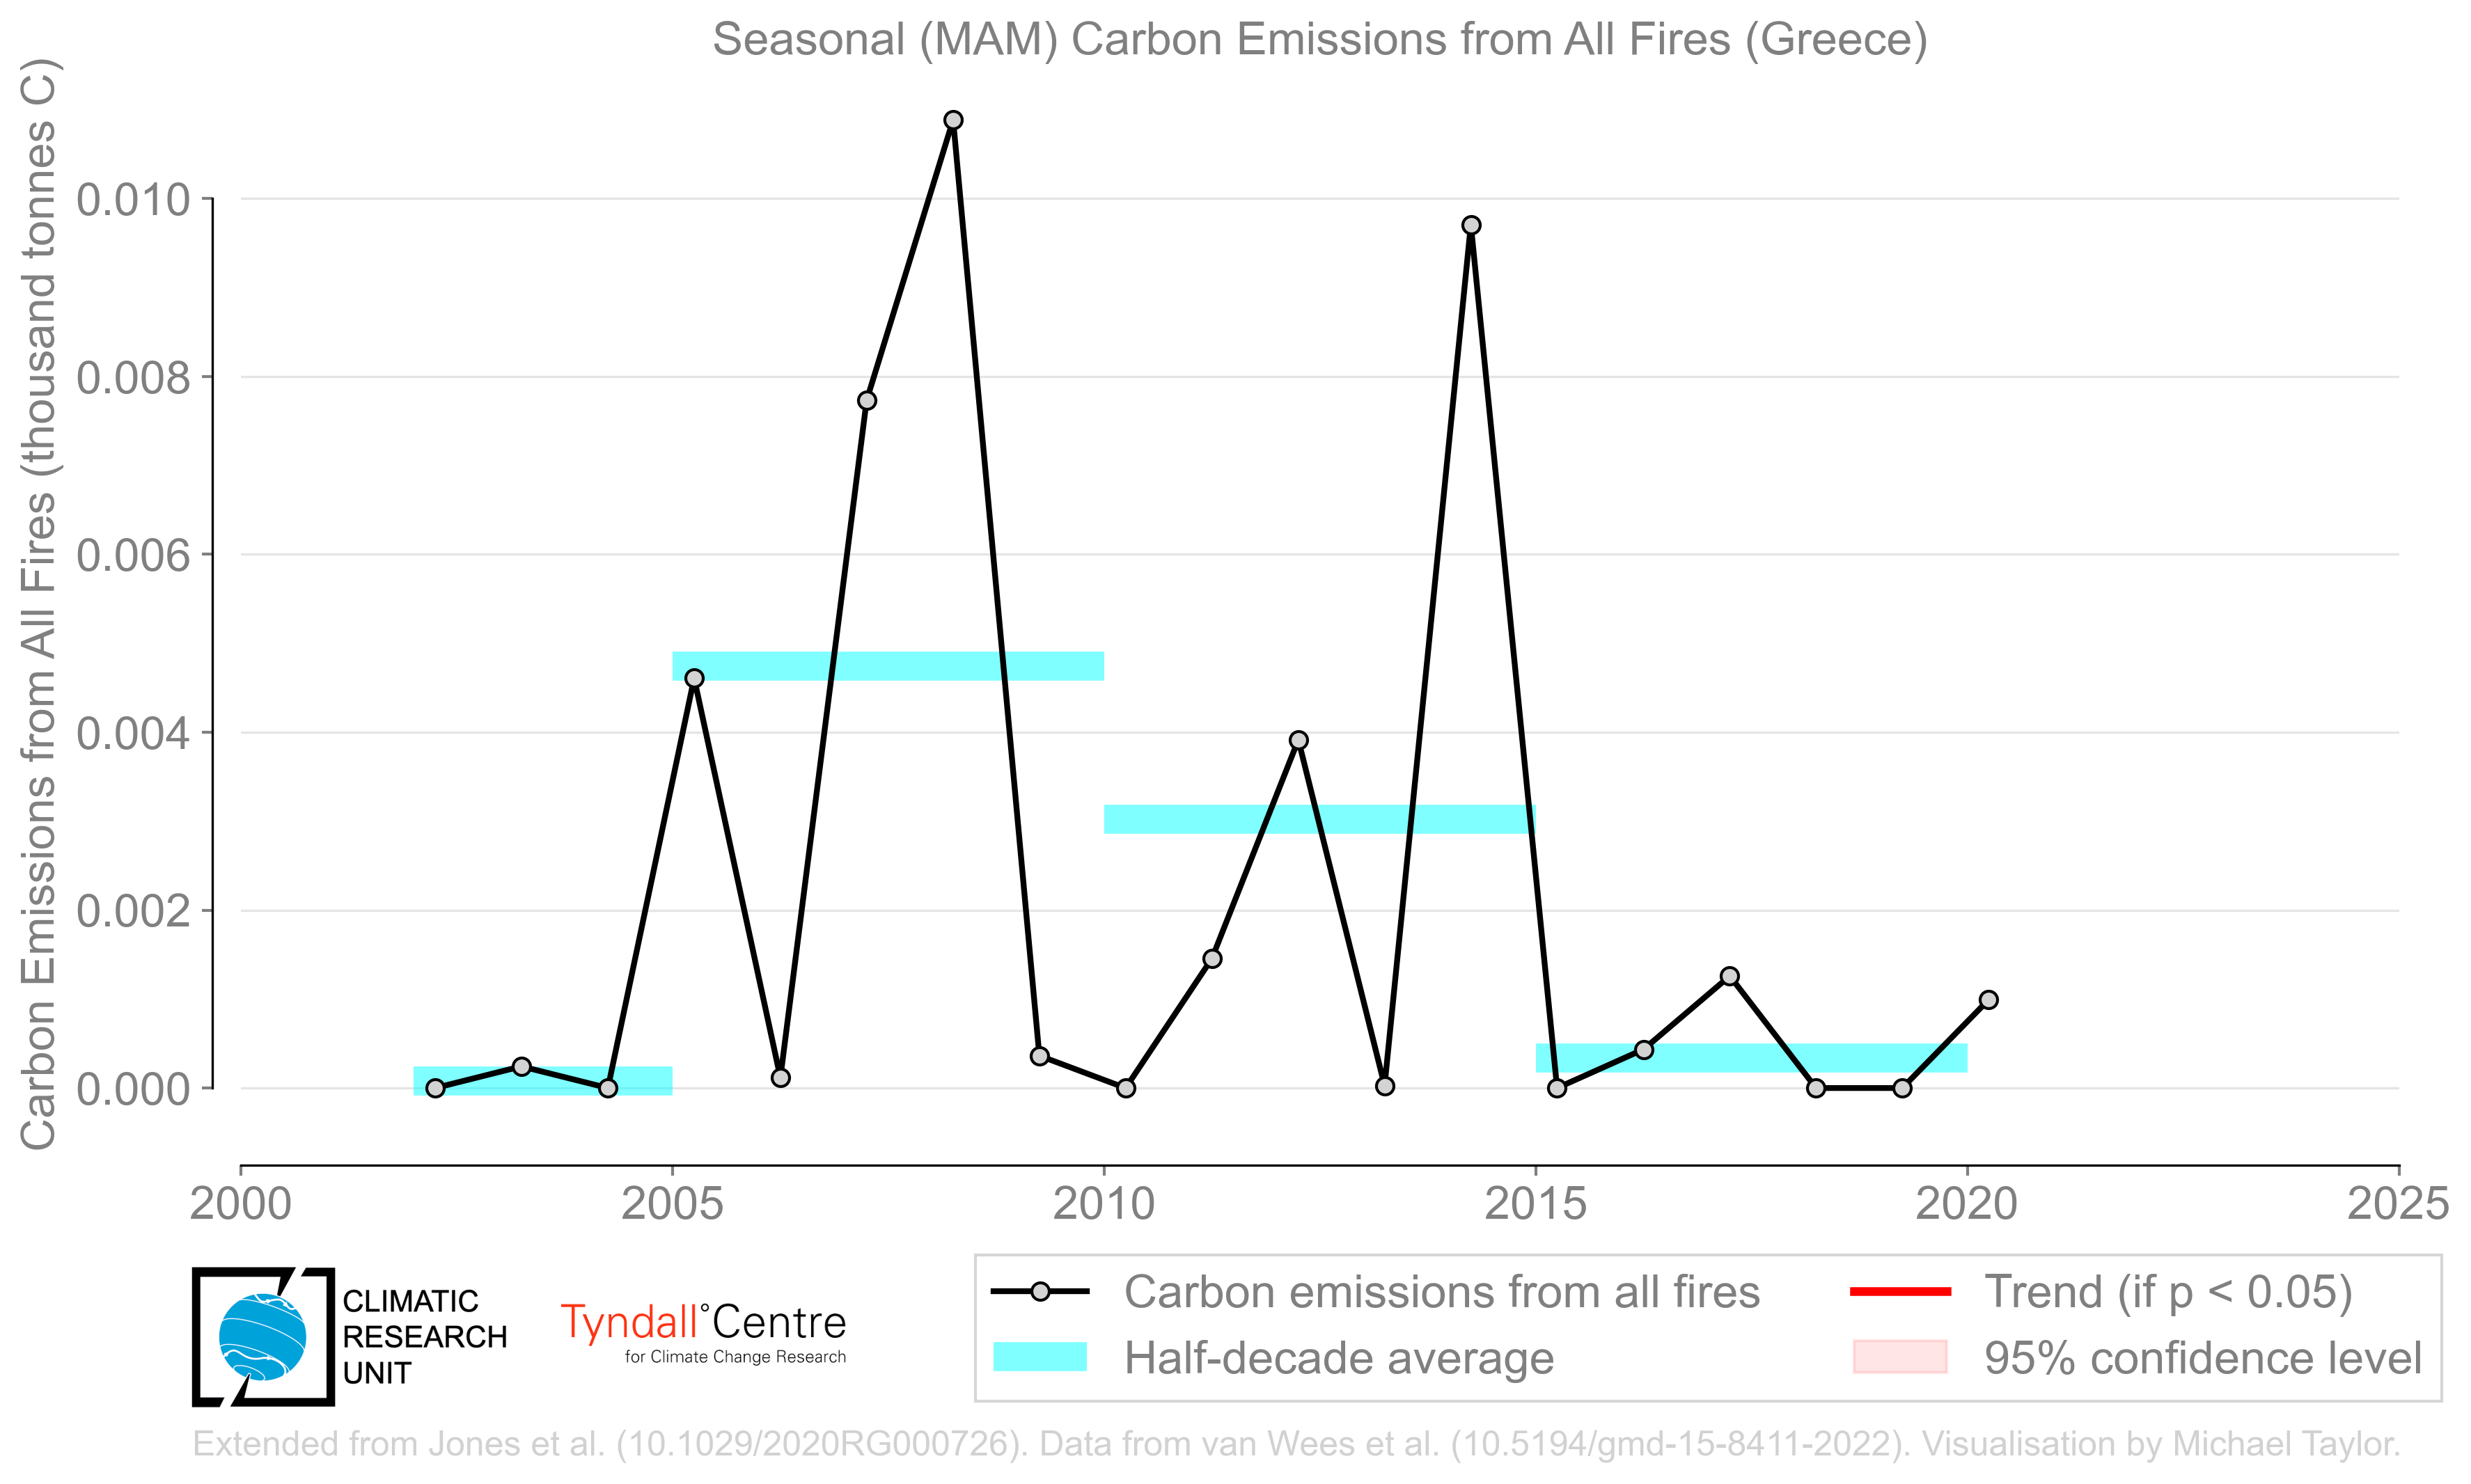 Seasonal (MAM) Carbon Emissions from All Fires (Greece)
Carbon Emissions from All Fires (thousand tonnes C)
0.010
0.008
0.006
0.004
0.002
0.000
2000 2005 2010 2015 2020 2025
CLIMATIC
RESEARCH
UNIT
Tyndall°Centre
for Climate Change Research
Carbon emissions from all fires
Half-decade average
Trend (if p < 0.05)
95% confidence level
Extended from Jones et al. (10.1029/2020RG000726). Data from van Wees et al. (10.5194/gmd-15-8411-2022). Visualisation by Michael Taylor.